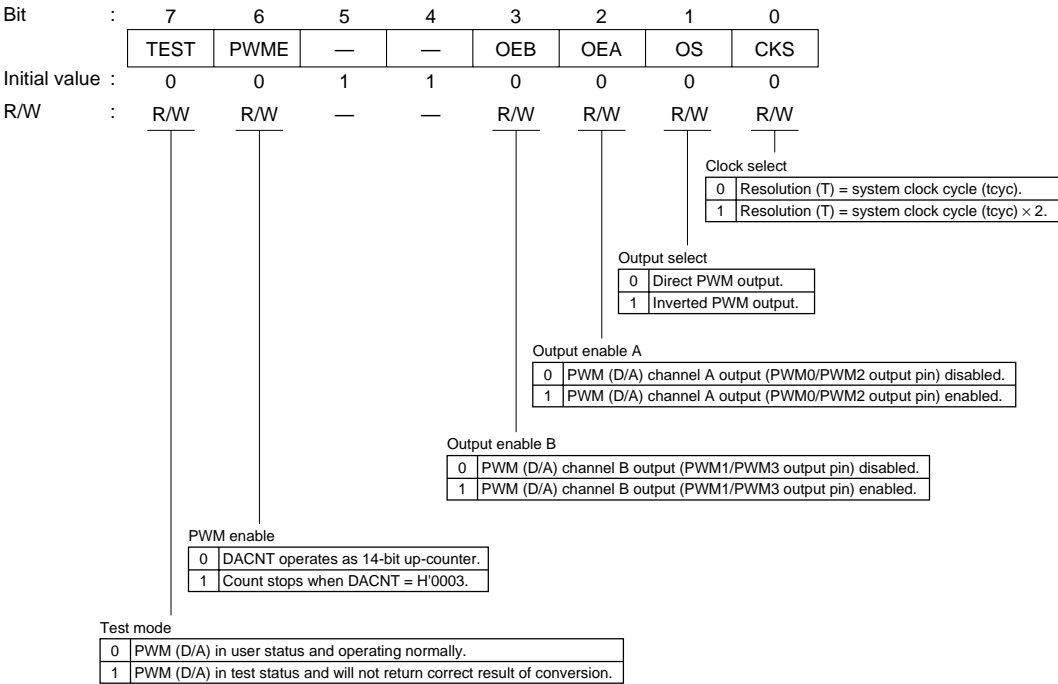 Bit : 7 6 5 4 3 2 1 0
TEST PWME — — OEB OEA OS CKS
Initial value : 0 0 1 1 0 0 0 0
R/W : R/W R/W — — R/W R/W R/W R/W
Clock select
0 Resolution (T) = system clock cycle (tcyc).
1 Resolution (T) = system clock cycle (tcyc) × 2.
Output select
0 Direct PWM output.
1 Inverted PWM output.
Output enable A
0 PWM (D/A) channel A output (PWM0/PWM2 output pin) disabled.
1 PWM (D/A) channel A output (PWM0/PWM2 output pin) enabled.
Output enable B
0 PWM (D/A) channel B output (PWM1/PWM3 output pin) disabled.
1 PWM (D/A) channel B output (PWM1/PWM3 output pin) enabled.
PWM enable
0 DACNT operates as 14-bit up-counter.
1 Count stops when DACNT = H'0003.
Test mode
0 PWM (D/A) in user status and operating normally.
1 PWM (D/A) in test status and will not return correct result of conversion.